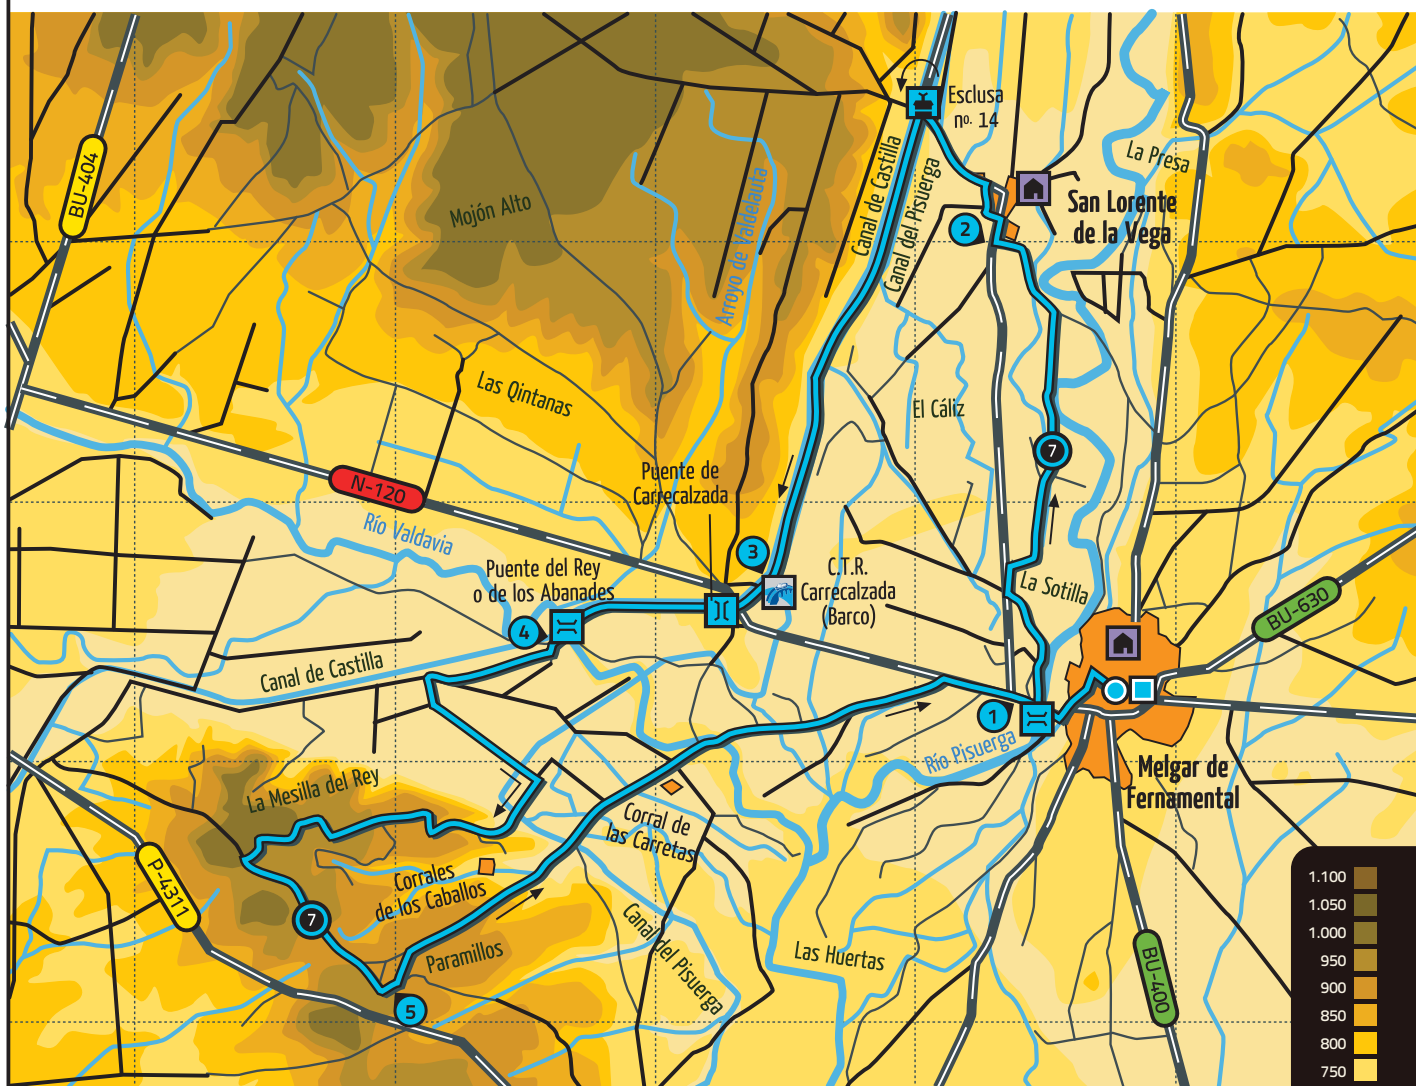 Esclusa
nº. 14
BU-404
La Presa
Canal de Castilla
Canal del Pisuerga
Mojón Alto
Arroyo de Valdelauta
San Lorente
de la Vega
2
Las Qintanas
El Cáliz
7
Puente de
Carrecalzada
N-120
Río Valdavia
3
Puente del Rey
o de los Abanades
C.T.R.
Carrecalzada
(Barco)
La Sotilla
BU-630
4
Canal de Castilla
1
Río Pisuerga
Melgar de
Fernamental
La Mesilla del Rey
Corral de
las Carretas
P-4311
Corrales
de los Caballos
7
Canal del Pisuerga
Paramillos
Las Huertas
BU-400
5
1.100
1.050
1.000
950
900
850
800
750